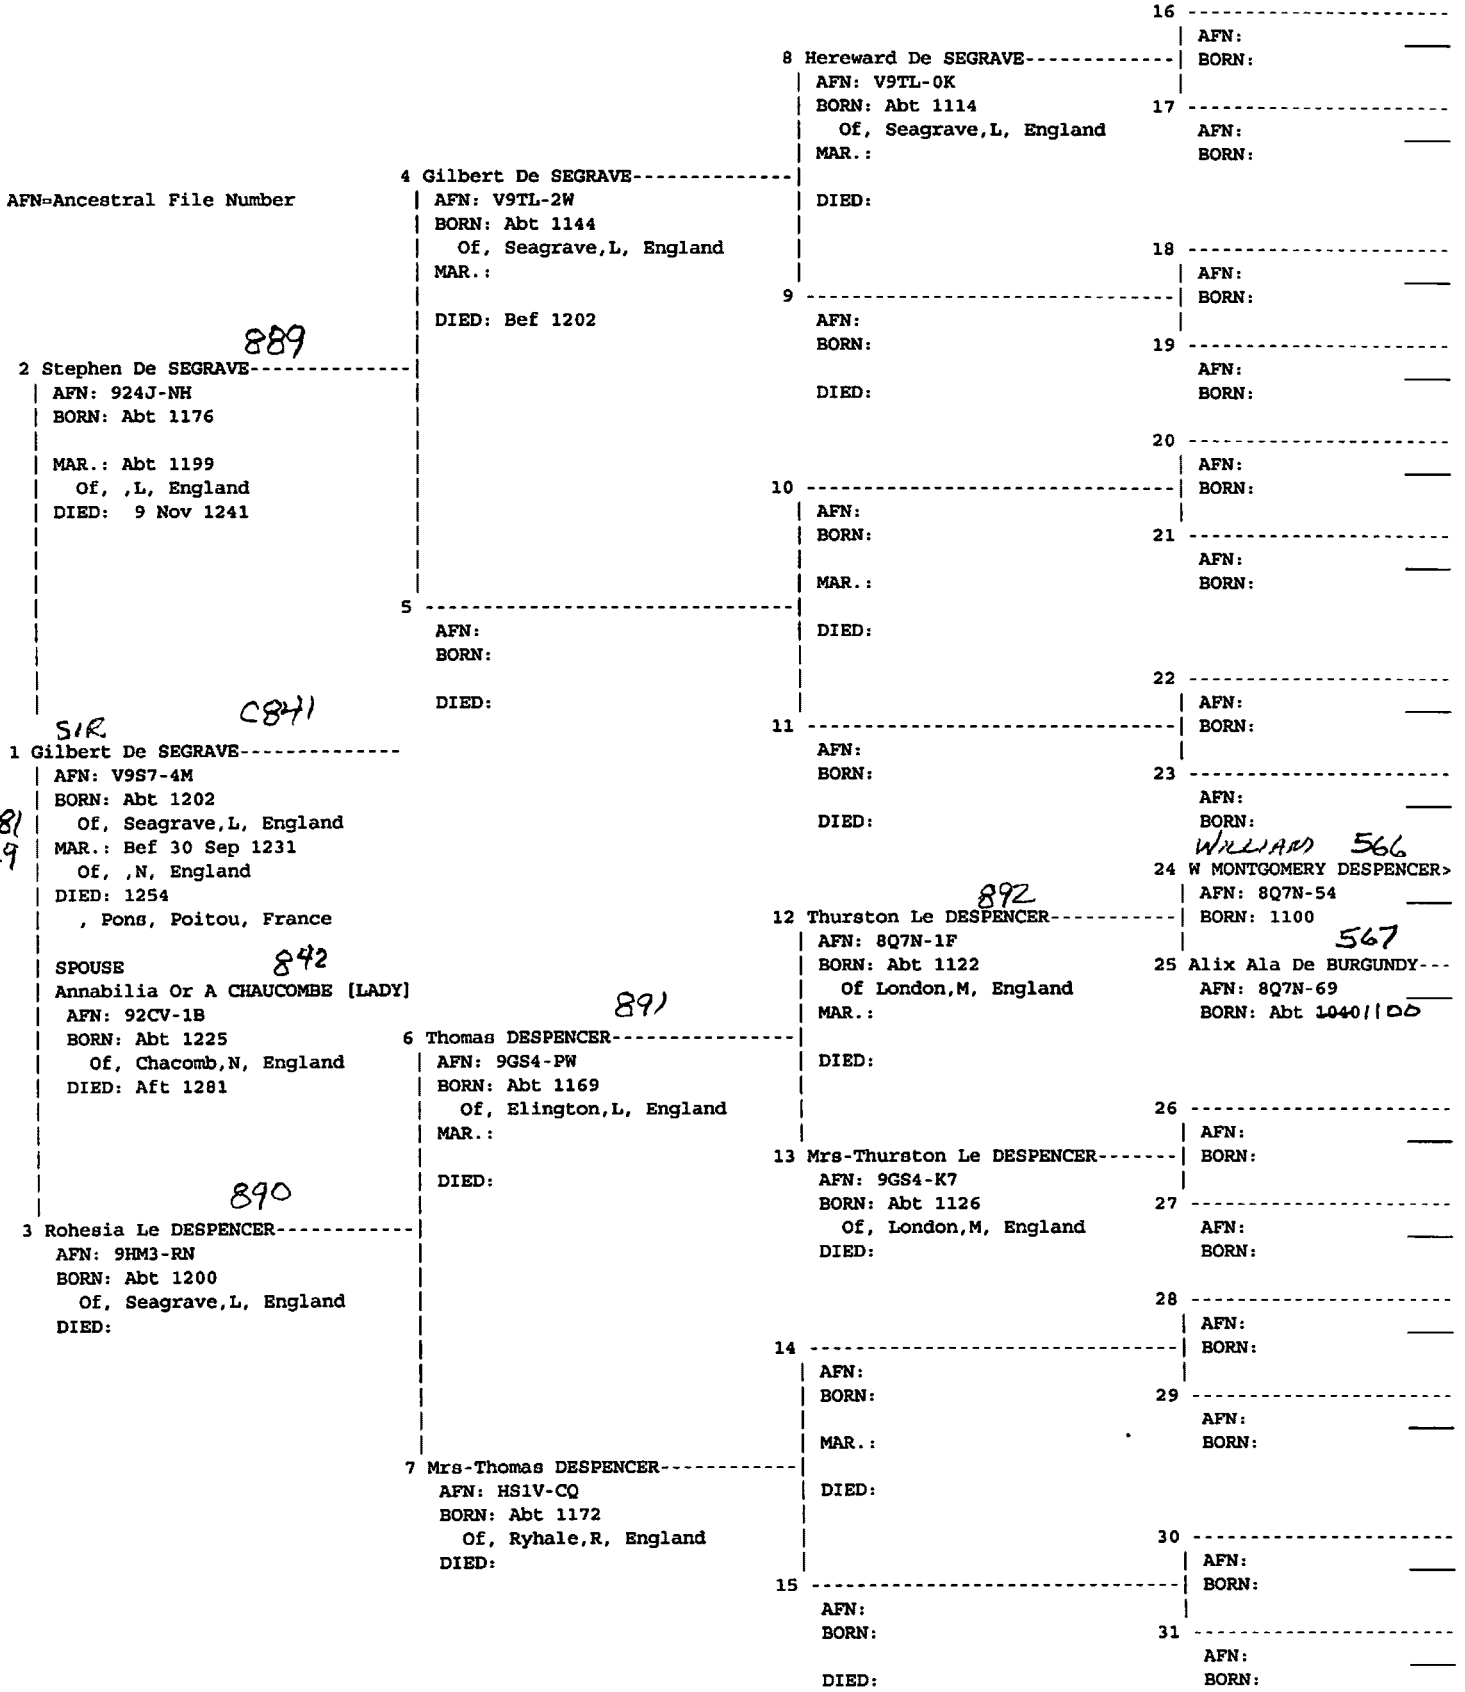 AFN=Ancestral File Number
889
2 Stephen De SEGRAVE--------------
AFN: 924J-NH
BORN: Abt 1176
MAR.: Abt 1199
Of, ,L, England
DIED: 9 Nov 1241
SIR C841
1 Gilbert De SEGRAVE--------------
AFN: V9S7-4M
BORN: Abt 1202
Of, Seagrave,L, England
MAR.: Bef 30 Sep 1231
Of, ,N, England
DIED: 1254
, Pons, Poitou, France
SPOUSE 842
Annabilia Or A CHAUCOMBE [LADY]
AFN: 92CV-1B
BORN: Abt 1225
Of, Chacomb,N, England
DIED: Aft 1281
890
3 Rohesia Le DESPENCER------------
AFN: 9HM3-RN
BORN: Abt 1200
Of, Seagrave,L, England
DIED:
4 Gilbert De SEGRAVE--------------
AFN: V9TL-2W
BORN: Abt 1144
Of, Seagrave,L, England
MAR.:
DIED: Bef 1202
5 --------------------------------
AFN:
BORN:
DIED:
891
6 Thomas DESPENCER----------------
AFN: 9GS4-PW
BORN: Abt 1169
Of, Elington,L, England
MAR.:
DIED:
7 Mrs-Thomas DESPENCER------------
AFN: HS1V-CQ
BORN: Abt 1172
Of, Ryhale,R, England
DIED:
8 Hereward De SEGRAVE-------------
AFN: V9TL-0K
BORN: Abt 1114
Of, Seagrave,L, England
MAR.:
DIED:
9 --------------------------------
AFN:
BORN:
DIED:
10 --------------------------------
AFN:
BORN:
MAR.:
DIED:
11 --------------------------------
AFN:
BORN:
DIED:
892
12 Thurston Le DESPENCER-----------
AFN: 8Q7N-1F
BORN: Abt 1122
Of London,M, England
MAR.:
DIED:
13 Mrs-Thurston Le DESPENCER-------
AFN: 9GS4-K7
BORN: Abt 1126
Of, London,M, England
DIED:
14 --------------------------------
AFN:
BORN:
MAR.:
DIED:
15 --------------------------------
AFN:
BORN:
DIED:
16 -----------------------
AFN:
BORN:
17 -----------------------
AFN:
BORN:
18 -----------------------
AFN:
BORN:
19 -----------------------
AFN:
BORN:
20 -----------------------
AFN:
BORN:
21 -----------------------
AFN:
BORN:
22 -----------------------
AFN:
BORN:
23 -----------------------
AFN:
BORN:
566
24 W MONTGOMERY DESPENCER>
AFN: 8Q7N-54
BORN: 1100
567
25 Alix Ala De BURGUNDY---
AFN: 8Q7N-69
BORN: Abt 1040 1100
26 -----------------------
AFN:
BORN:
27 -----------------------
AFN:
BORN:
28 -----------------------
AFN:
BORN:
29 -----------------------
AFN:
BORN:
30 -----------------------
AFN:
BORN:
31 -----------------------
AFN:
BORN: